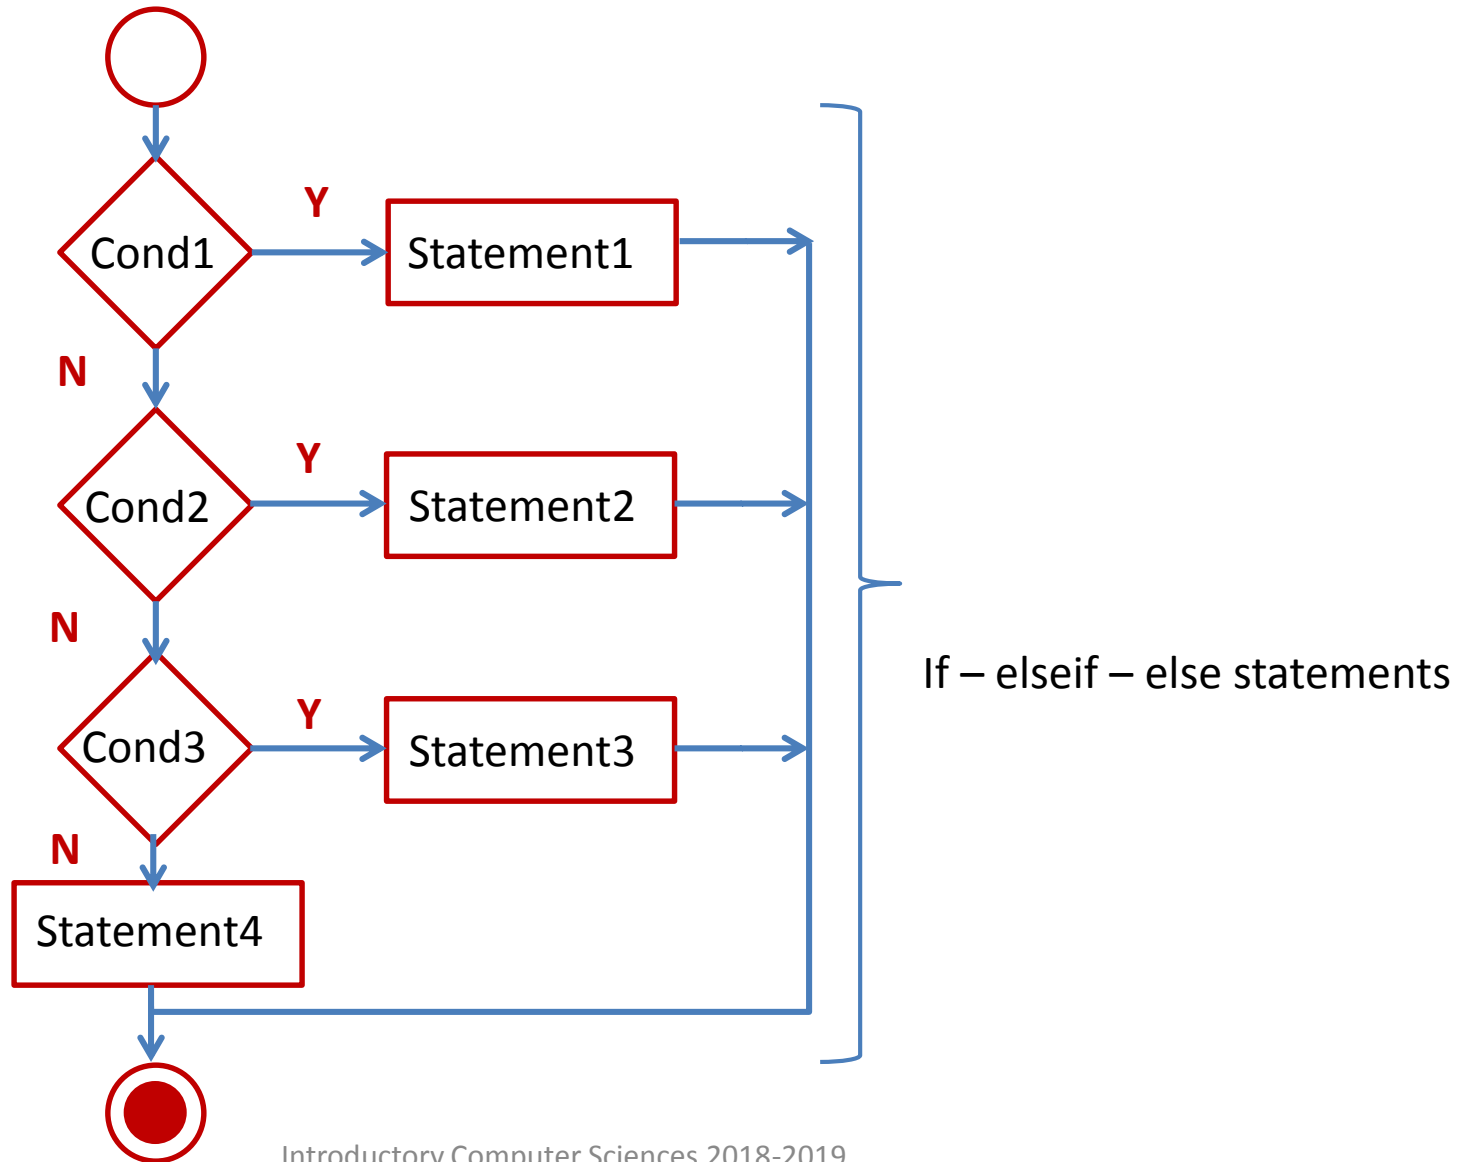 Y
Cond1
Statement1
N
Y
Cond2
Statement2
N
If – elseif – else statements
Y
Cond3
Statement3
N
Statement4
Introductory Computer Sciences 2018-2019